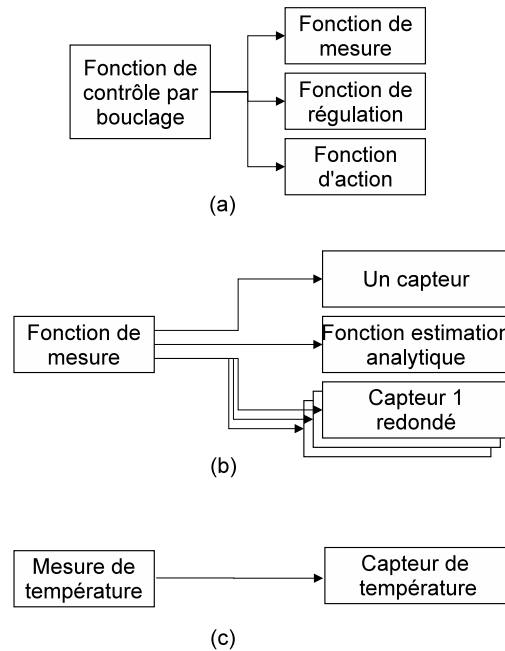 Fonction de
contrôle par
bouclage
Fonction de
mesure
Fonction de
régulation
Fonction
d'action
(a)
Fonction de
mesure
Un capteur
Fonction estimation
analytique
Capteur 1
redondé
(b)
Mesure de
température
Capteur de
température
(c)